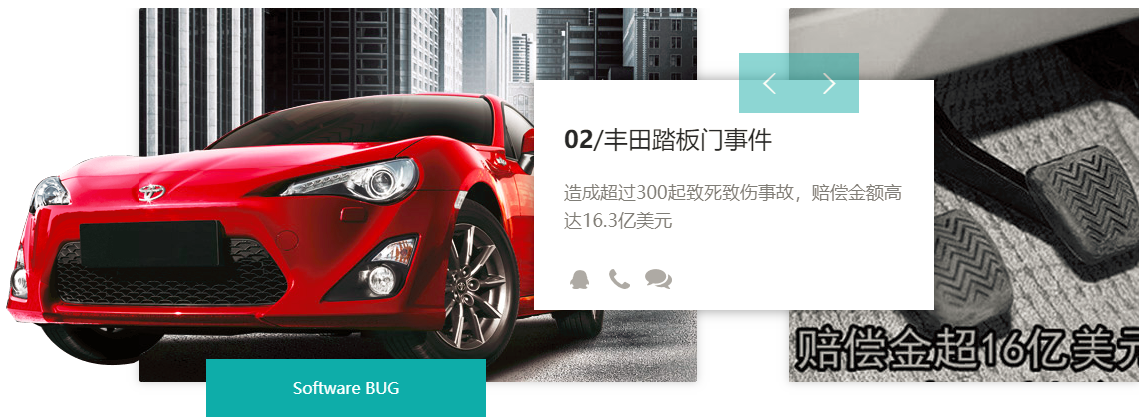 02/丰田踏板门事件
造成超过300起致死致伤事故，赔偿金额高
达16.3亿美元
赔偿金超16亿美元
Software BUG